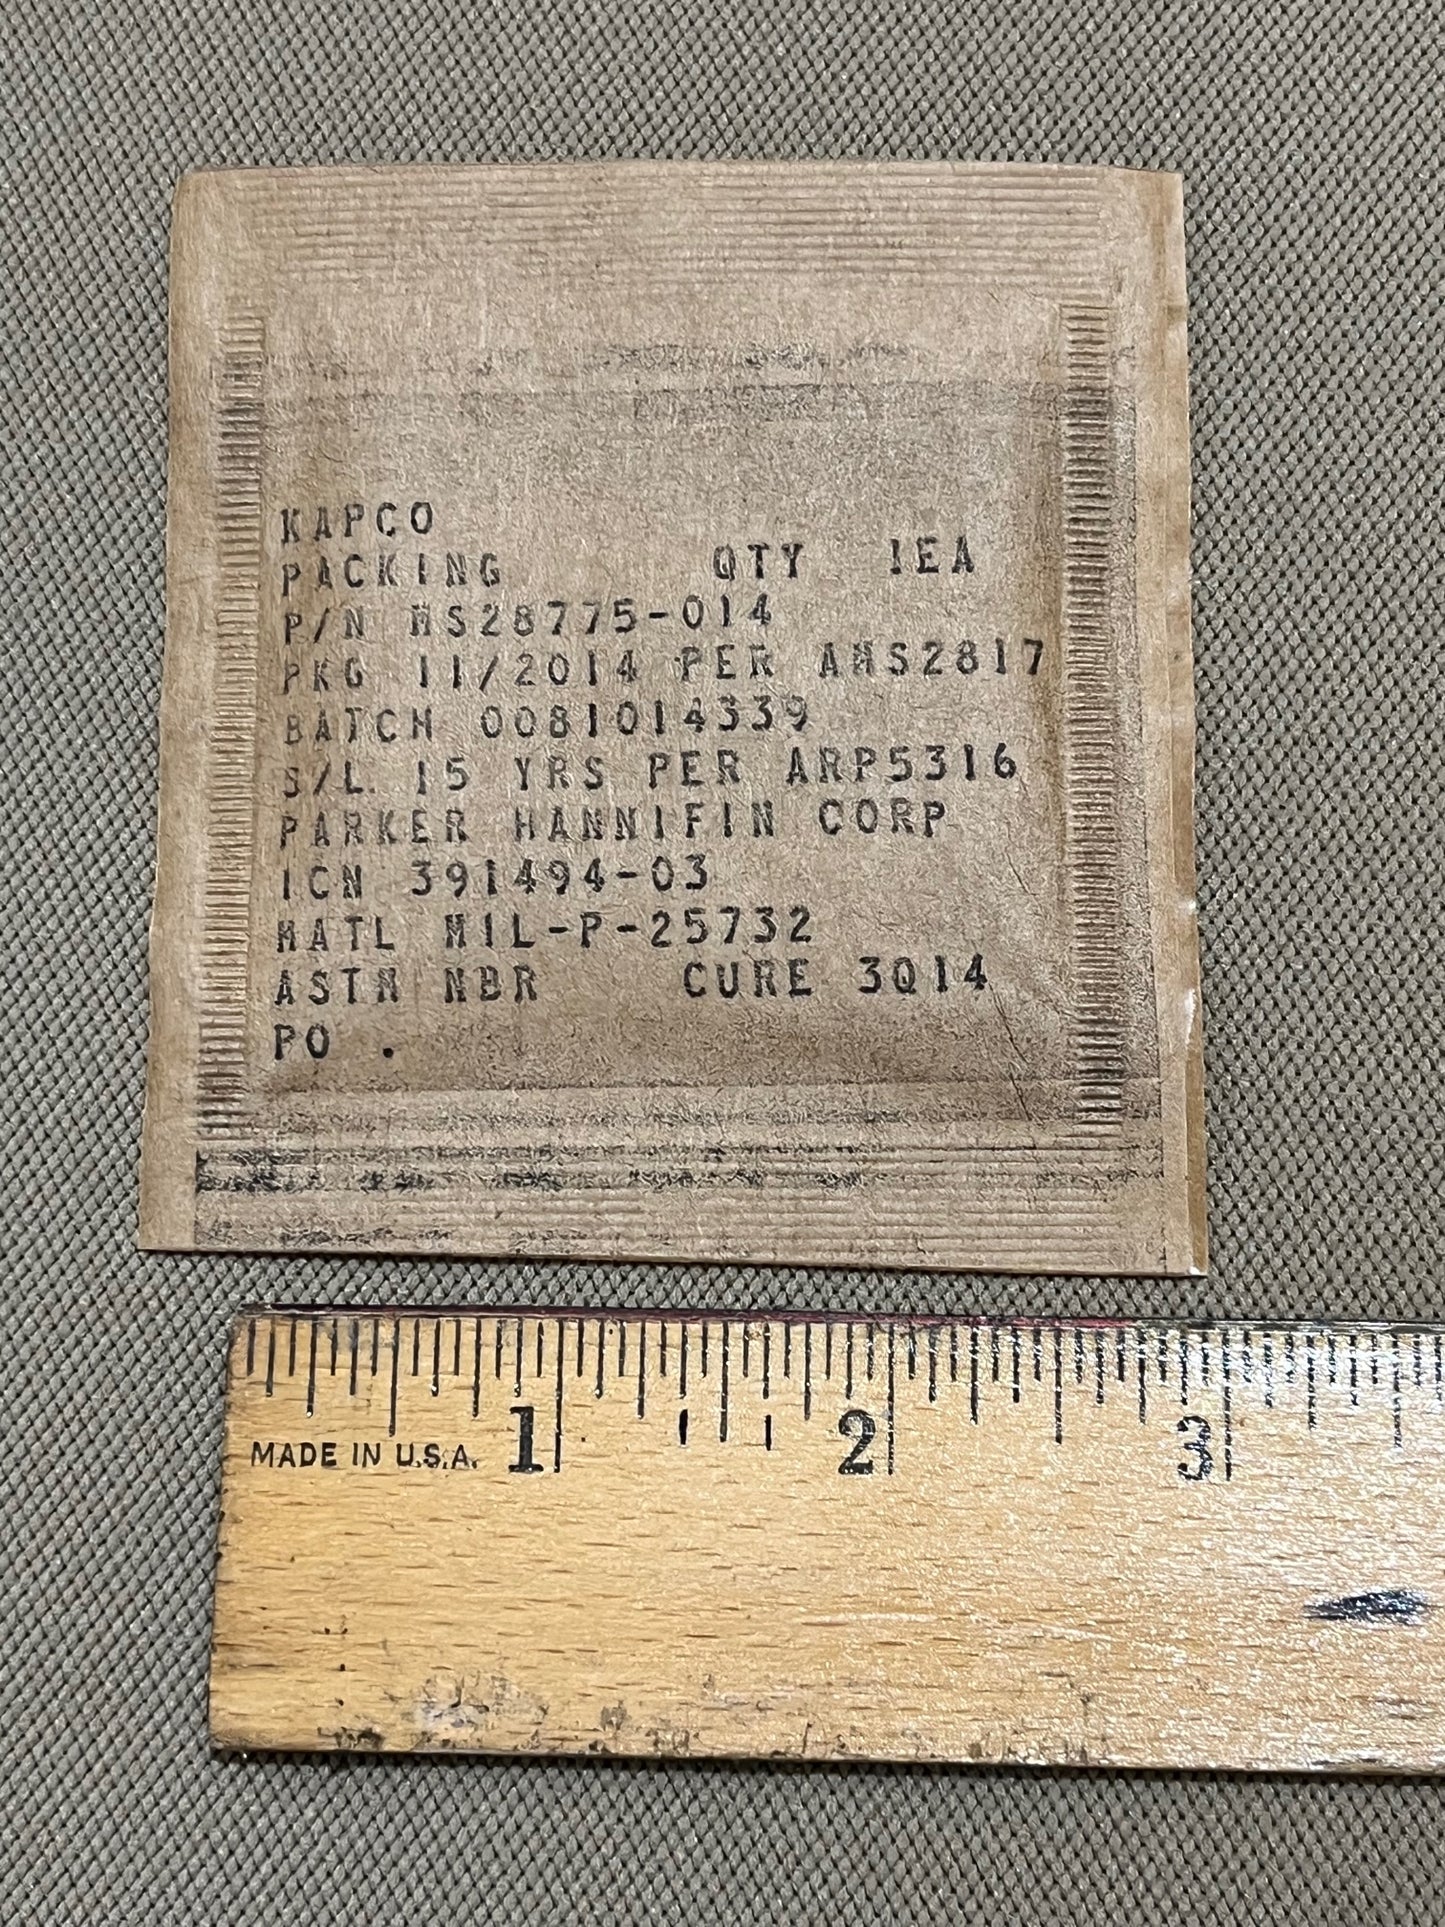 KAPCO
PACKING QTY 1EA
P/N MS28775-014
PKG 11/2014 PER AMS2817
BATCH 0081014339
S/L 15 YRS PER ARP5316
PARKER HANNIFIN CORP
ICN 391494-03
MATL MIL-P-25732
ASTM NBR CURE 3Q14
PO .
MADE IN U.S.A. 1 2 3